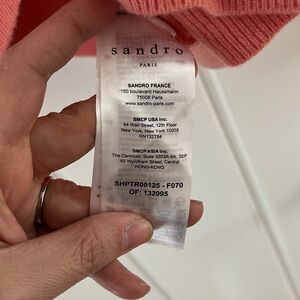 sandro
PARIS
SANDRO FRANCE
150 boulevard Haussmann
75008 Paris
www.sandro-paris.com
SMCP USA Inc.
44 Wall Street, 12th Floor
New York, New York 10005
RN132784
SMCP ASIA Inc.
The Centrium, Suite 3203A-5A, 32/F
60 Wyndham Street, Central
HONG-KONG
SHPTR00125 - F070
OF: 132095